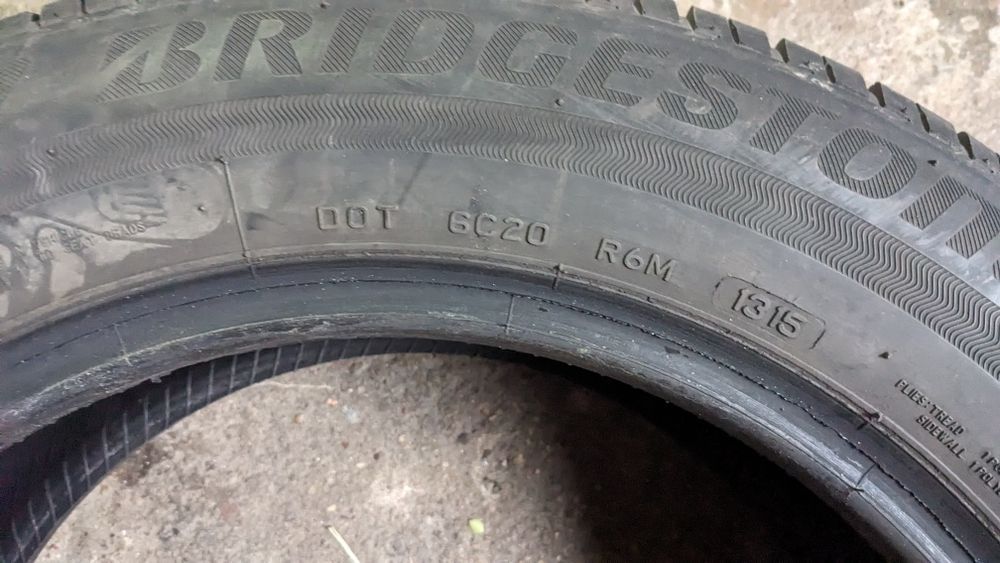 BRIDGESTON
DOT 6C20 R6M 1315
PLIES:TREAD
SIDEWALL